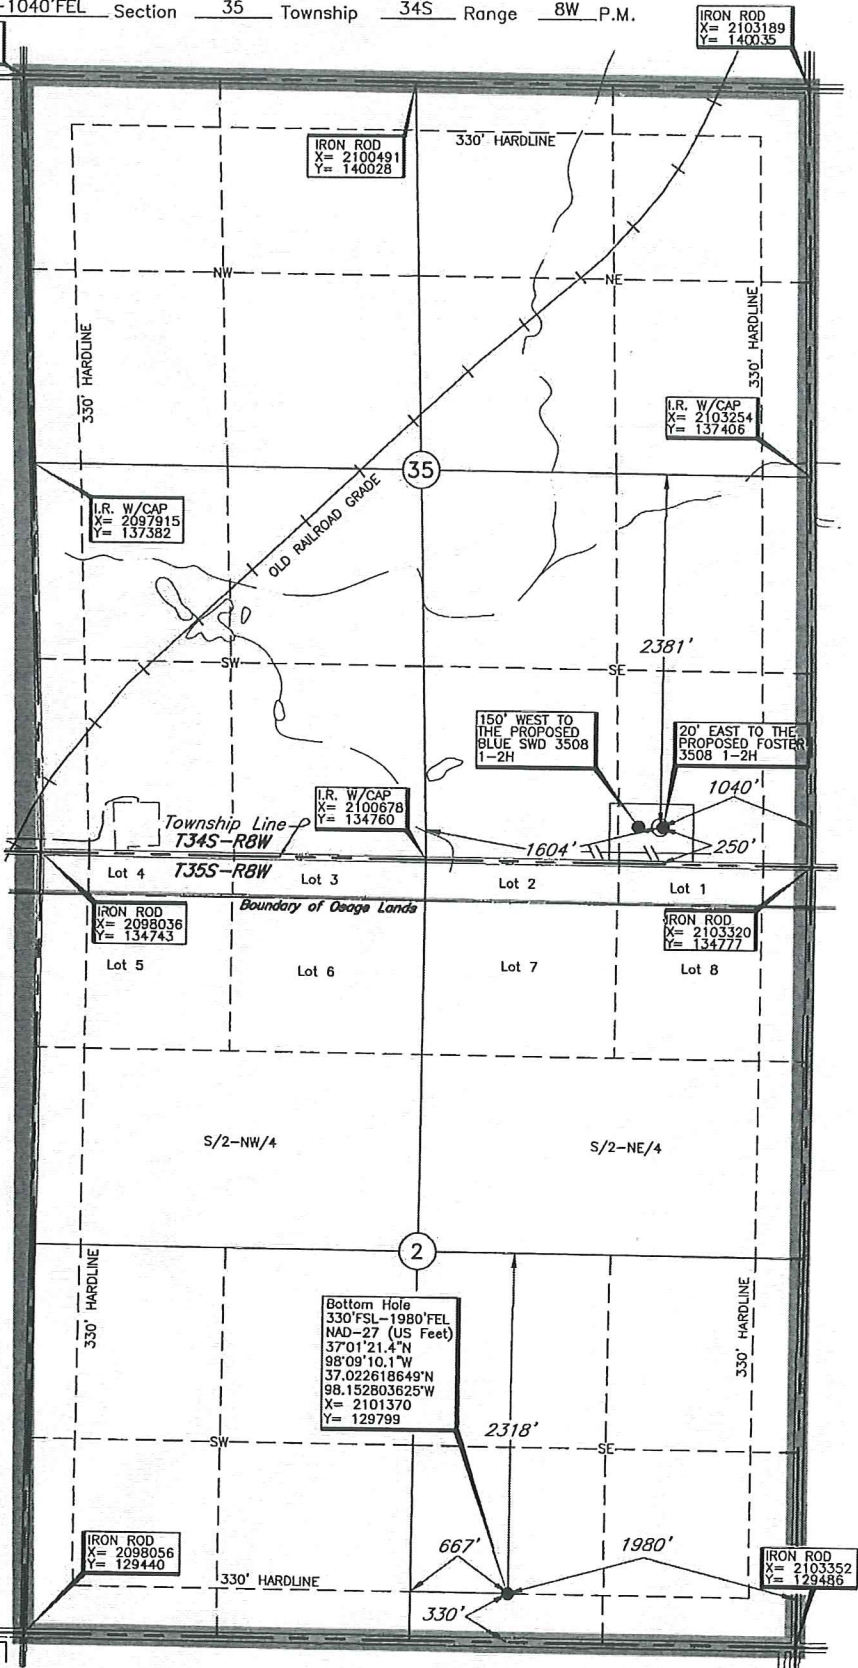 -1040'FEL Section 35 Township 34S Range 8W P.M.
IRON ROD
X= 2103189
Y= 140035
IRON ROD
X= 2100491
Y= 140028
330' HARDLINE
NW
NE
330' HARDLINE
330' HARDLINE
I.R. W/CAP
X= 2103254
Y= 137406
35
I.R. W/CAP
X= 2097915
Y= 137382
OLD RAILROAD GRADE
2381'
SW
SE
150' WEST TO
THE PROPOSED
BLUE SWD 3508
1-2H
20' EAST TO THE
PROPOSED FOSTER
3508 1-2H
1040'
I.R. W/CAP
X= 2100678
Y= 134760
Township Line
T34S-R8W
1604'
250'
Lot 4
T35S-R8W
Lot 3
Lot 2
Lot 1
Boundary of Osage Lands
IRON ROD
X= 2098036
Y= 134743
IRON ROD
X= 2103320
Y= 134777
Lot 5
Lot 6
Lot 7
Lot 8
S/2-NW/4
S/2-NE/4
2
330' HARDLINE
330' HARDLINE
Bottom Hole
330'FSL-1980'FEL
NAD-27 (US Feet)
37°01'21.4"N
98°09'10.1"W
37.022618649°N
98.152803625°W
X= 2101370
Y= 129799
2318'
SW
SE
IRON ROD
X= 2098056
Y= 129440
667'
1980'
IRON ROD
X= 2103352
Y= 129486
330' HARDLINE
330'